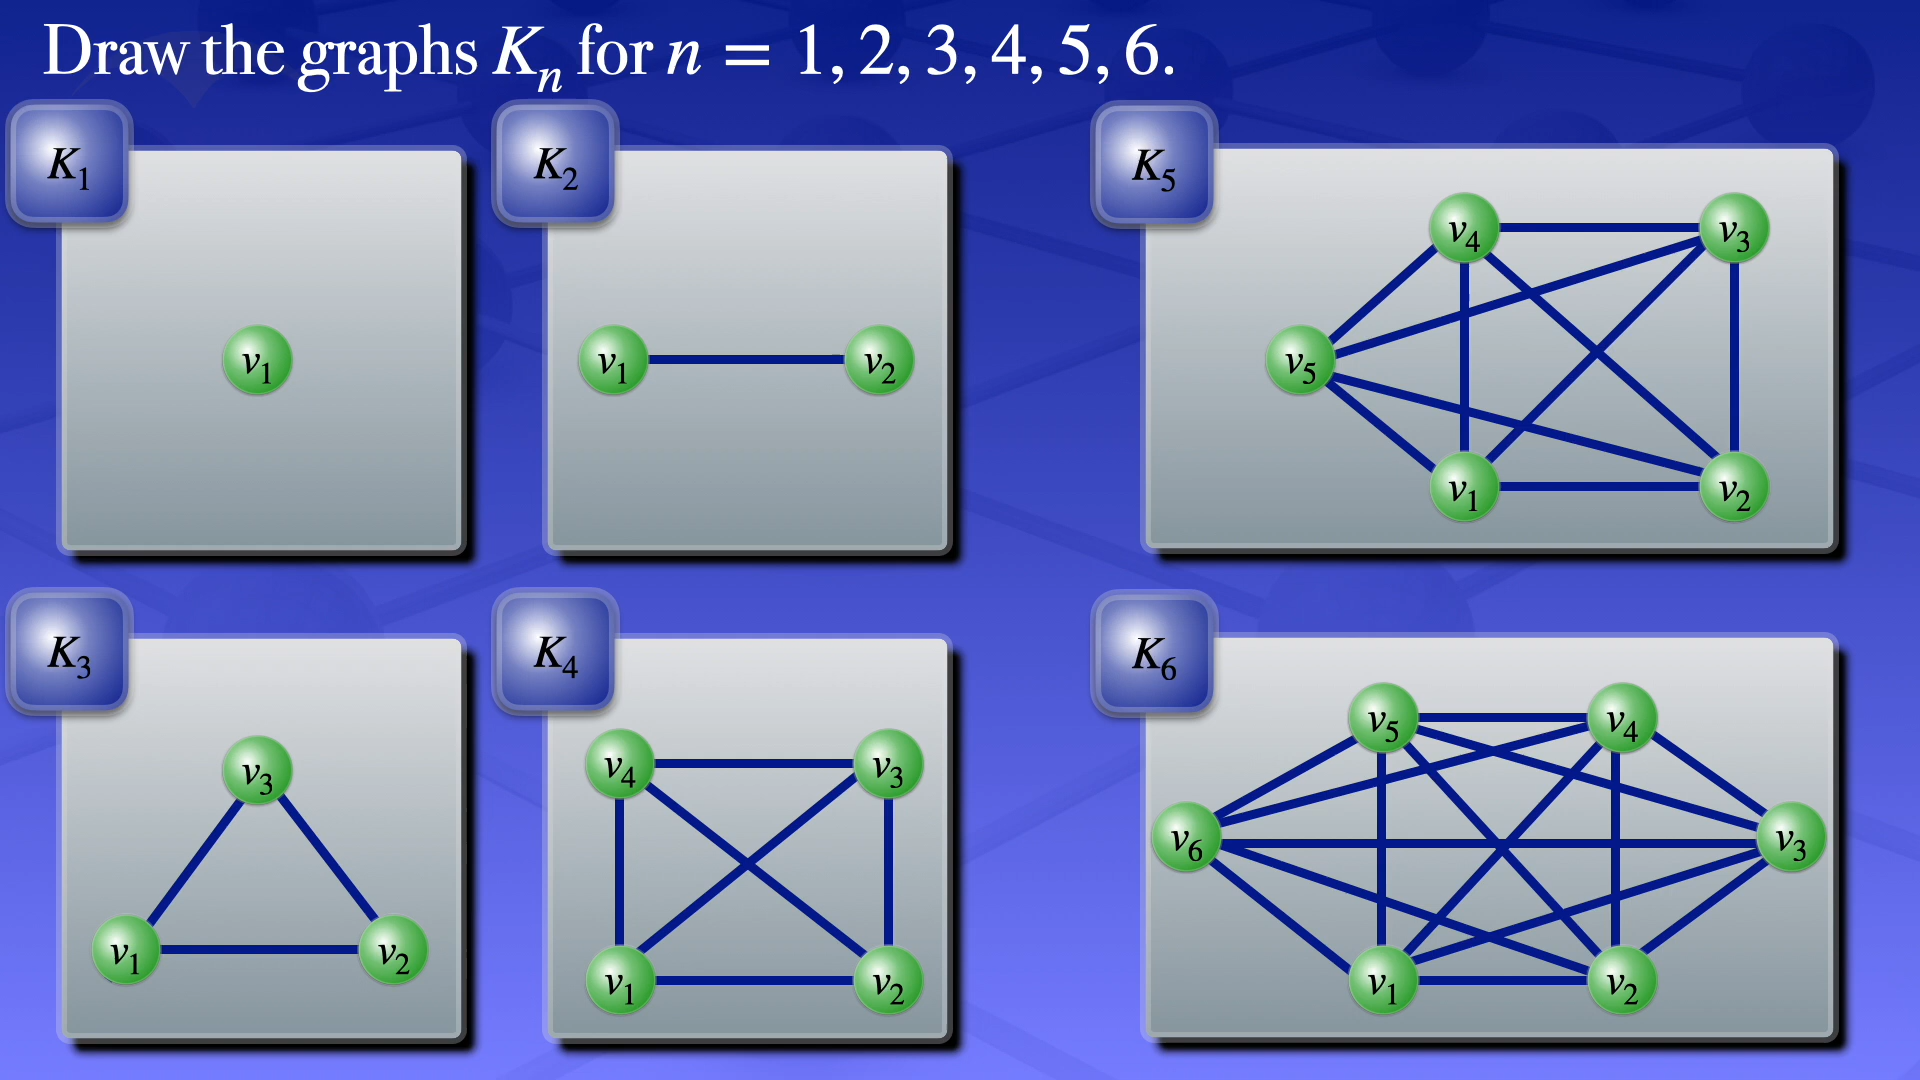 Draw the graphs Kₙ for n = 1, 2, 3, 4, 5, 6.
K₁
v₁
K₂
v₁ v₂
K₅
v₄ v₃
v₅
v₁ v₂
K₃
v₃
v₁ v₂
K₄
v₄ v₃
v₁ v₂
K₆
v₅ v₄
v₆ v₃
v₁ v₂